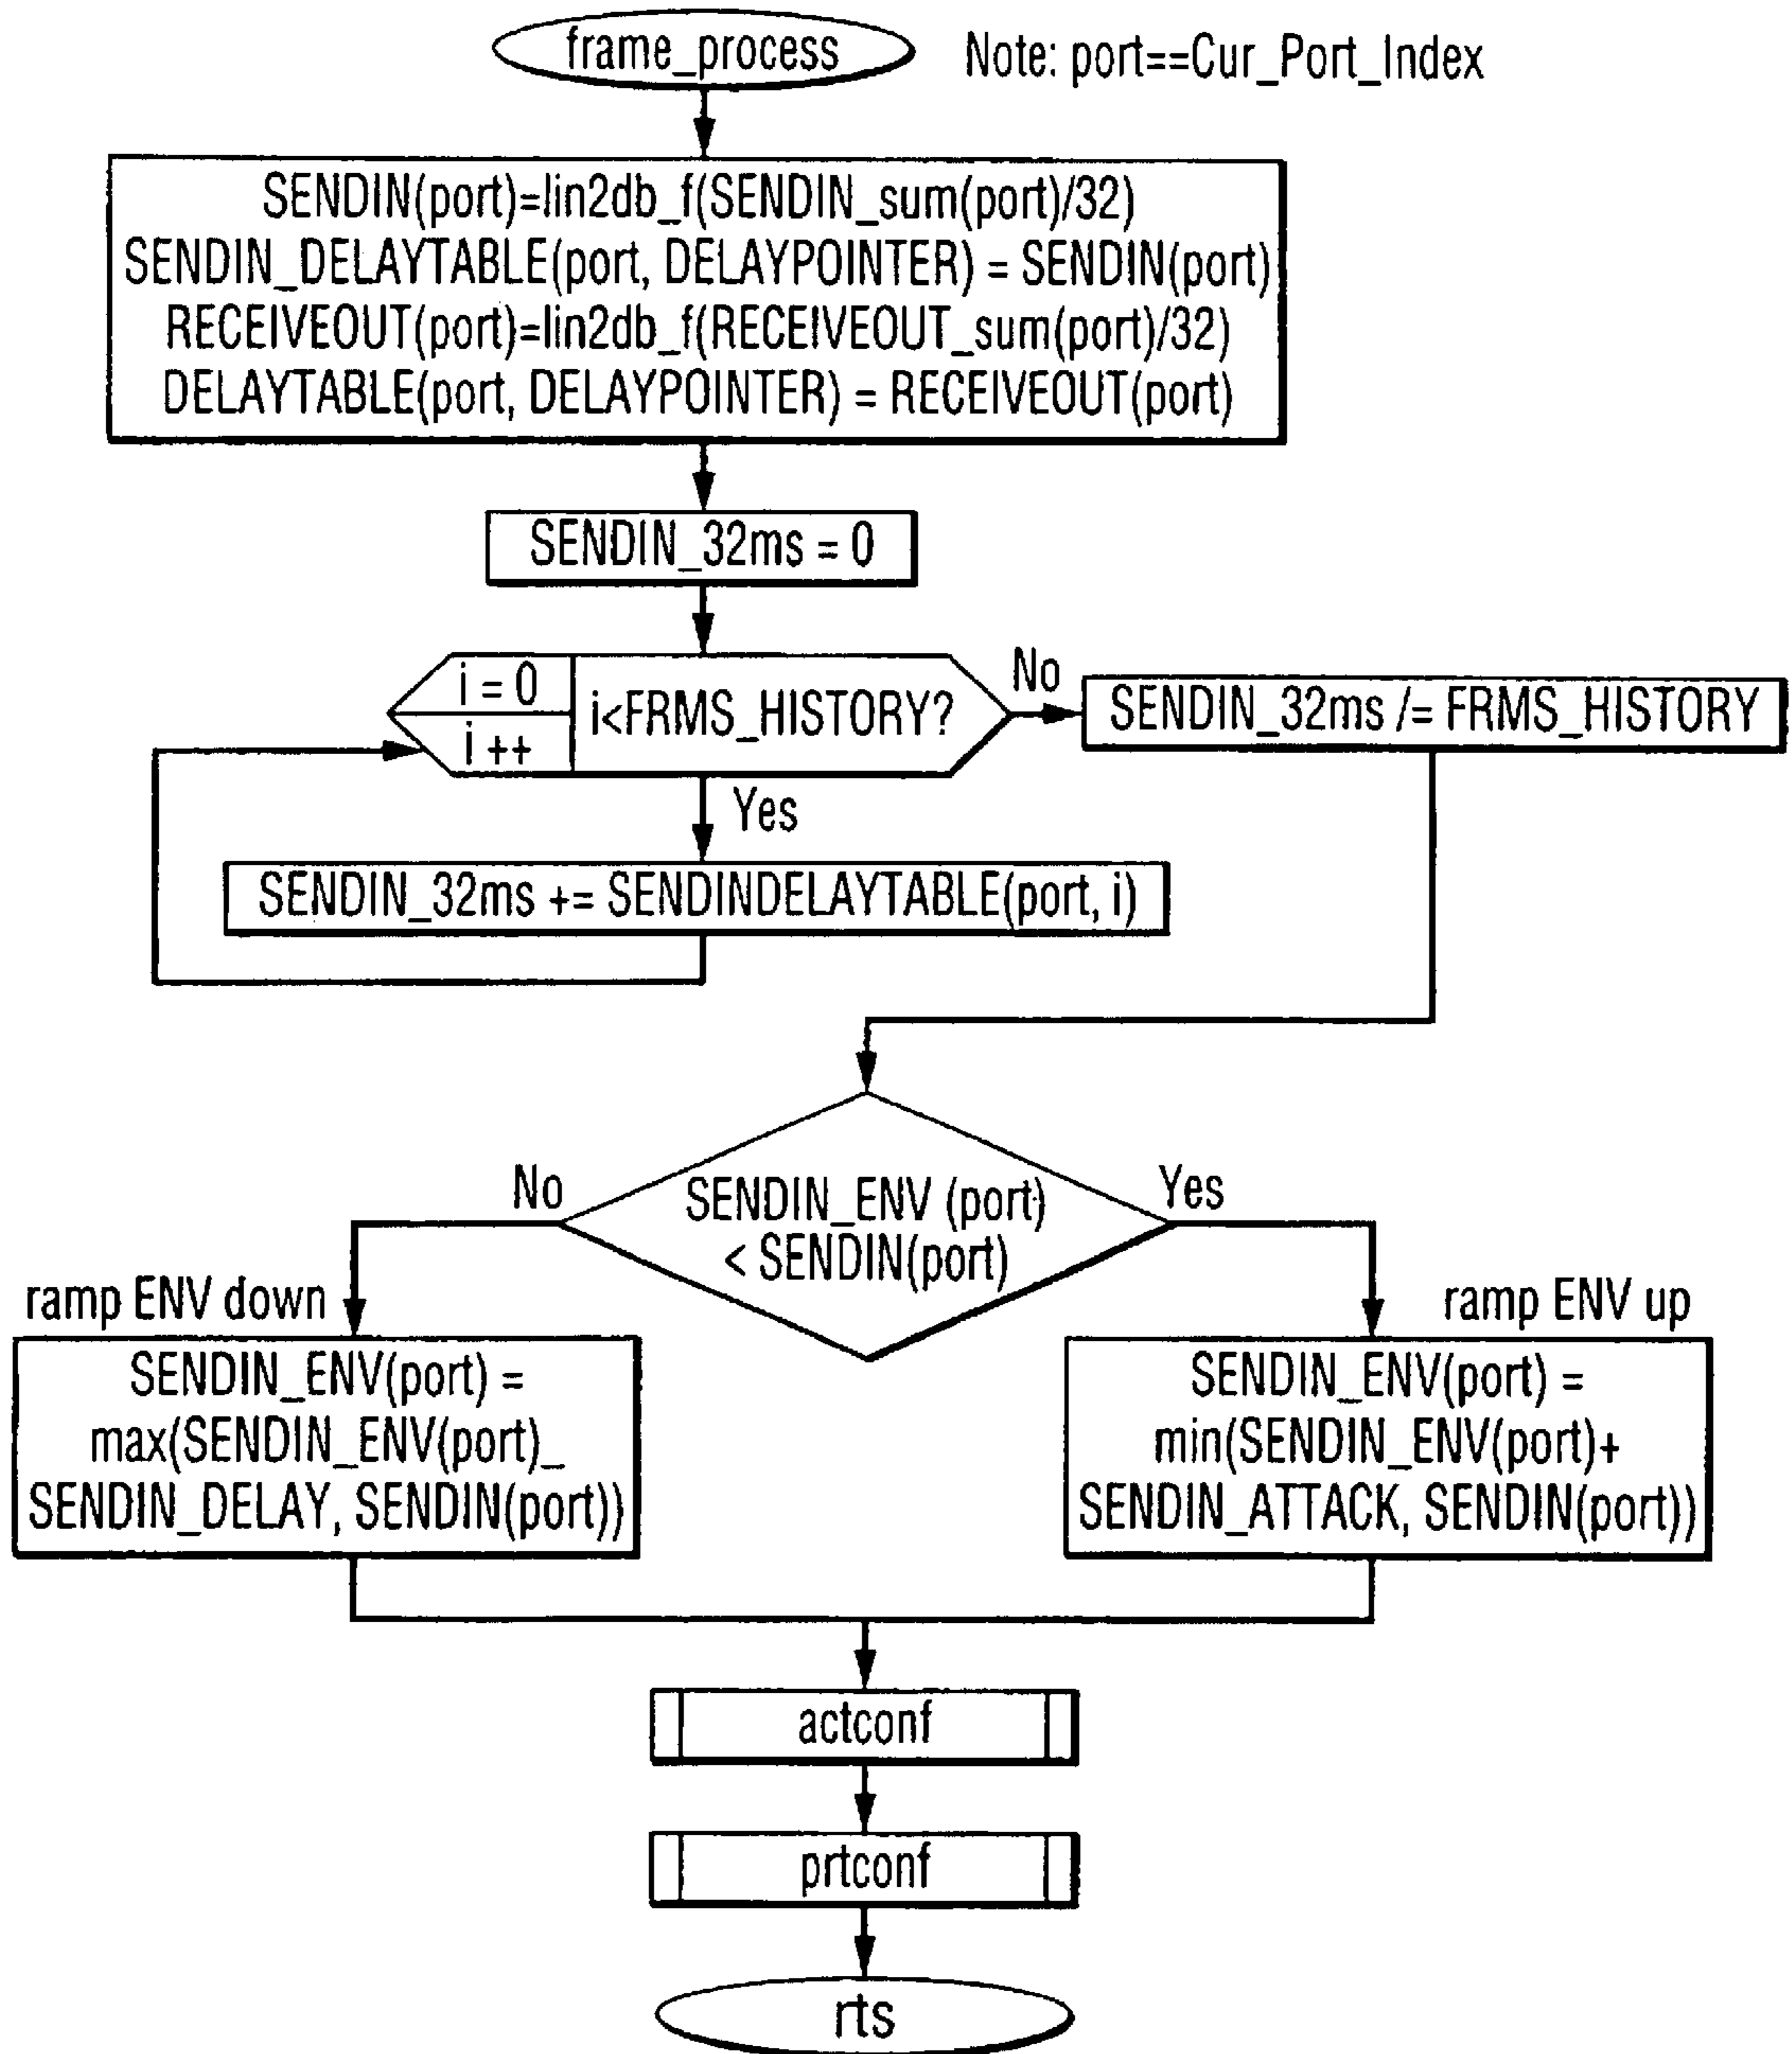 frame_process
Note: port==Cur_Port_Index
SENDIN(port)=lin2db_f(SENDIN_sum(port)/32)
SENDIN_DELAYTABLE(port, DELAYPOINTER) = SENDIN(port)
RECEIVEOUT(port)=lin2db_f(RECEIVEOUT_sum(port)/32)
DELAYTABLE(port, DELAYPOINTER) = RECEIVEOUT(port)
SENDIN_32ms = 0
i = 0
i ++
i<FRMS_HISTORY?
No
SENDIN_32ms /= FRMS_HISTORY
Yes
SENDIN_32ms += SENDINDELAYTABLE(port, i)
No
SENDIN_ENV (port)
< SENDIN(port)
Yes
ramp ENV down
SENDIN_ENV(port) =
max(SENDIN_ENV(port)_
SENDIN_DELAY, SENDIN(port))
ramp ENV up
SENDIN_ENV(port) =
min(SENDIN_ENV(port)+
SENDIN_ATTACK, SENDIN(port))
actconf
prtconf
rts